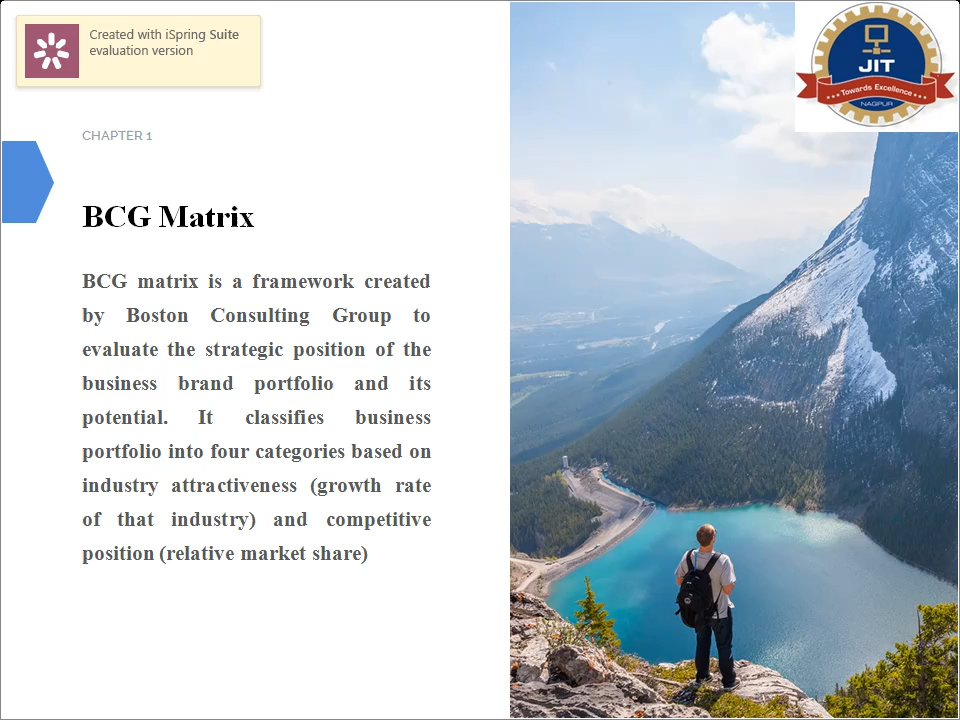 Created with iSpring Suite
evaluation version
JIT
Towards Excellence
NAGPUR
CHAPTER 1
BCG Matrix
BCG matrix is a framework created
by Boston Consulting Group to
evaluate the strategic position of the
business brand portfolio and its
potential. It classifies business
portfolio into four categories based on
industry attractiveness (growth rate
of that industry) and competitive
position (relative market share)